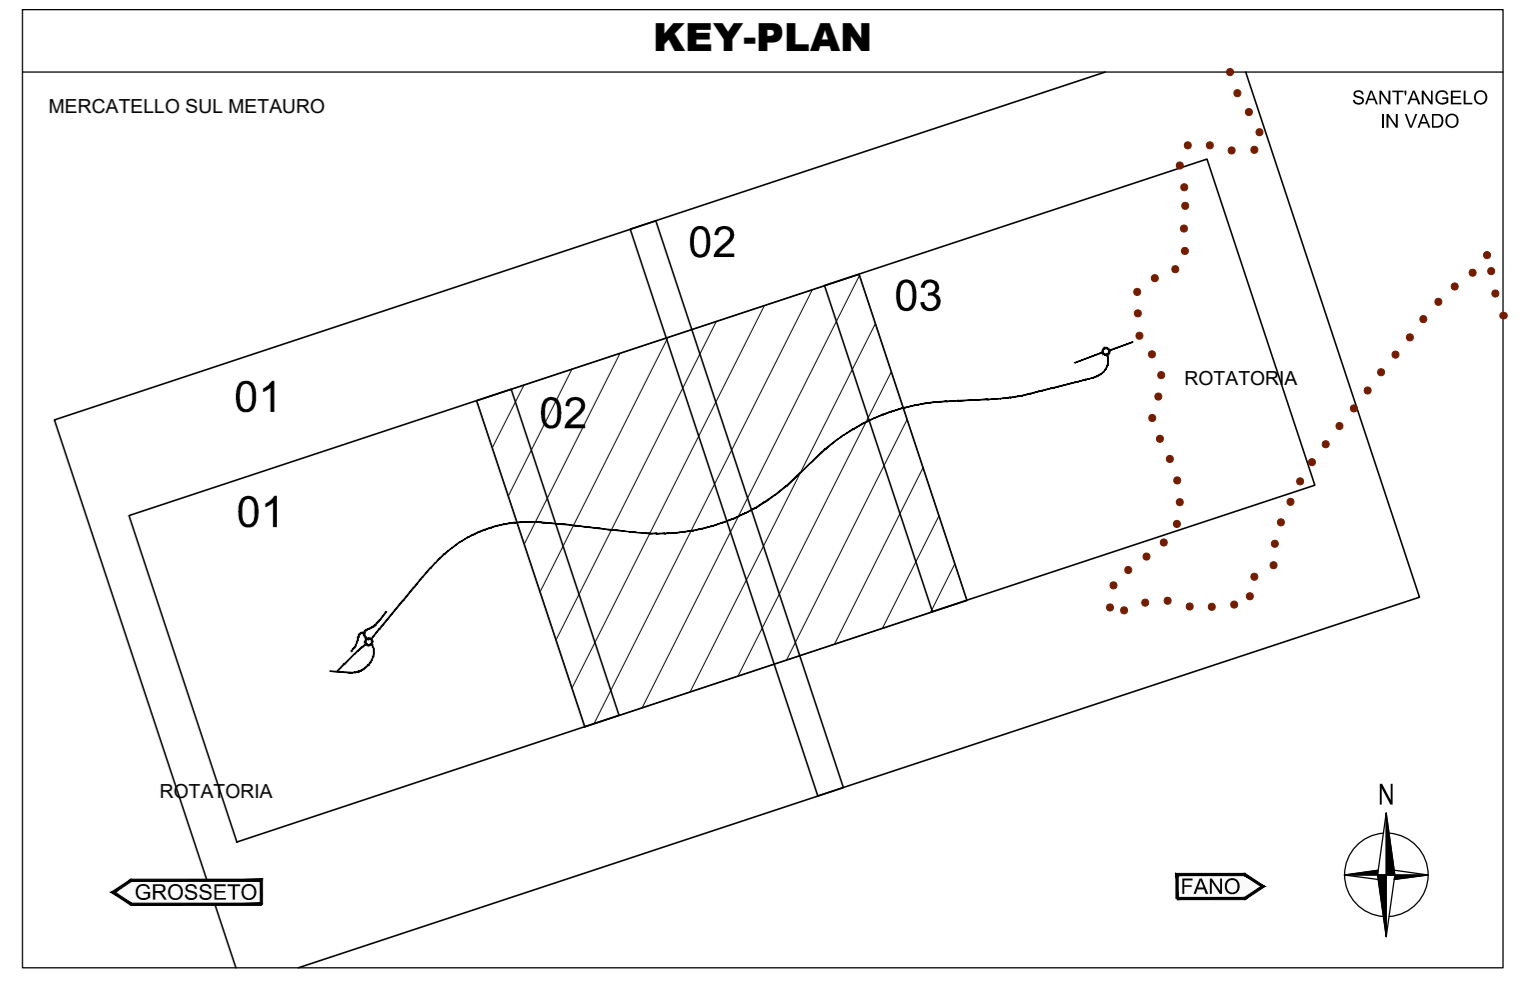 KEY-PLAN
MERCATELLO SUL METAURO
SANT'ANGELO
IN VADO
02
03
01
02
01
ROTATORIA
ROTATORIA
N
GROSSETO
FANO